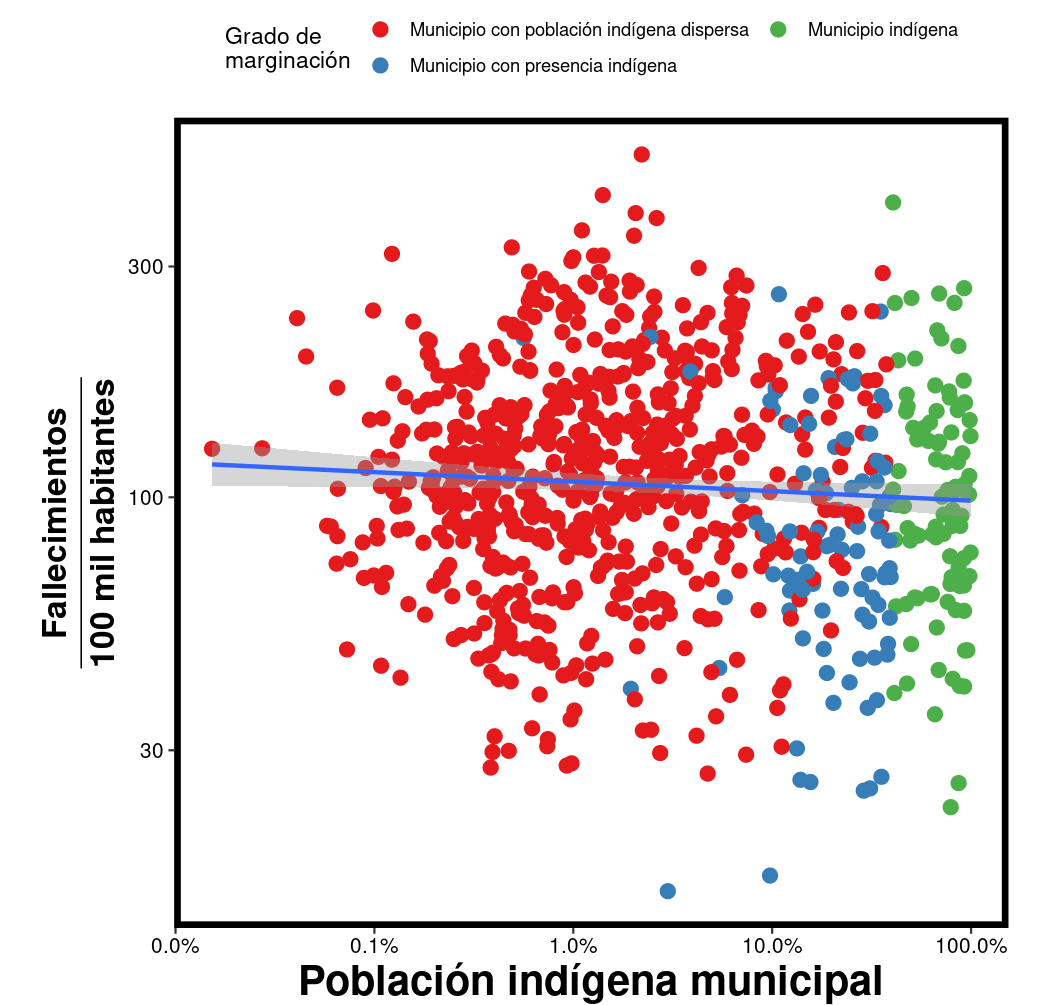 Grado de
marginación
Municipio con población indígena dispersa
Municipio indígena
Municipio con presencia indígena
Fallecimientos
100 mil habitantes
300
100
30
0.0%
0.1%
1.0%
10.0%
100.0%
Población indígena municipal